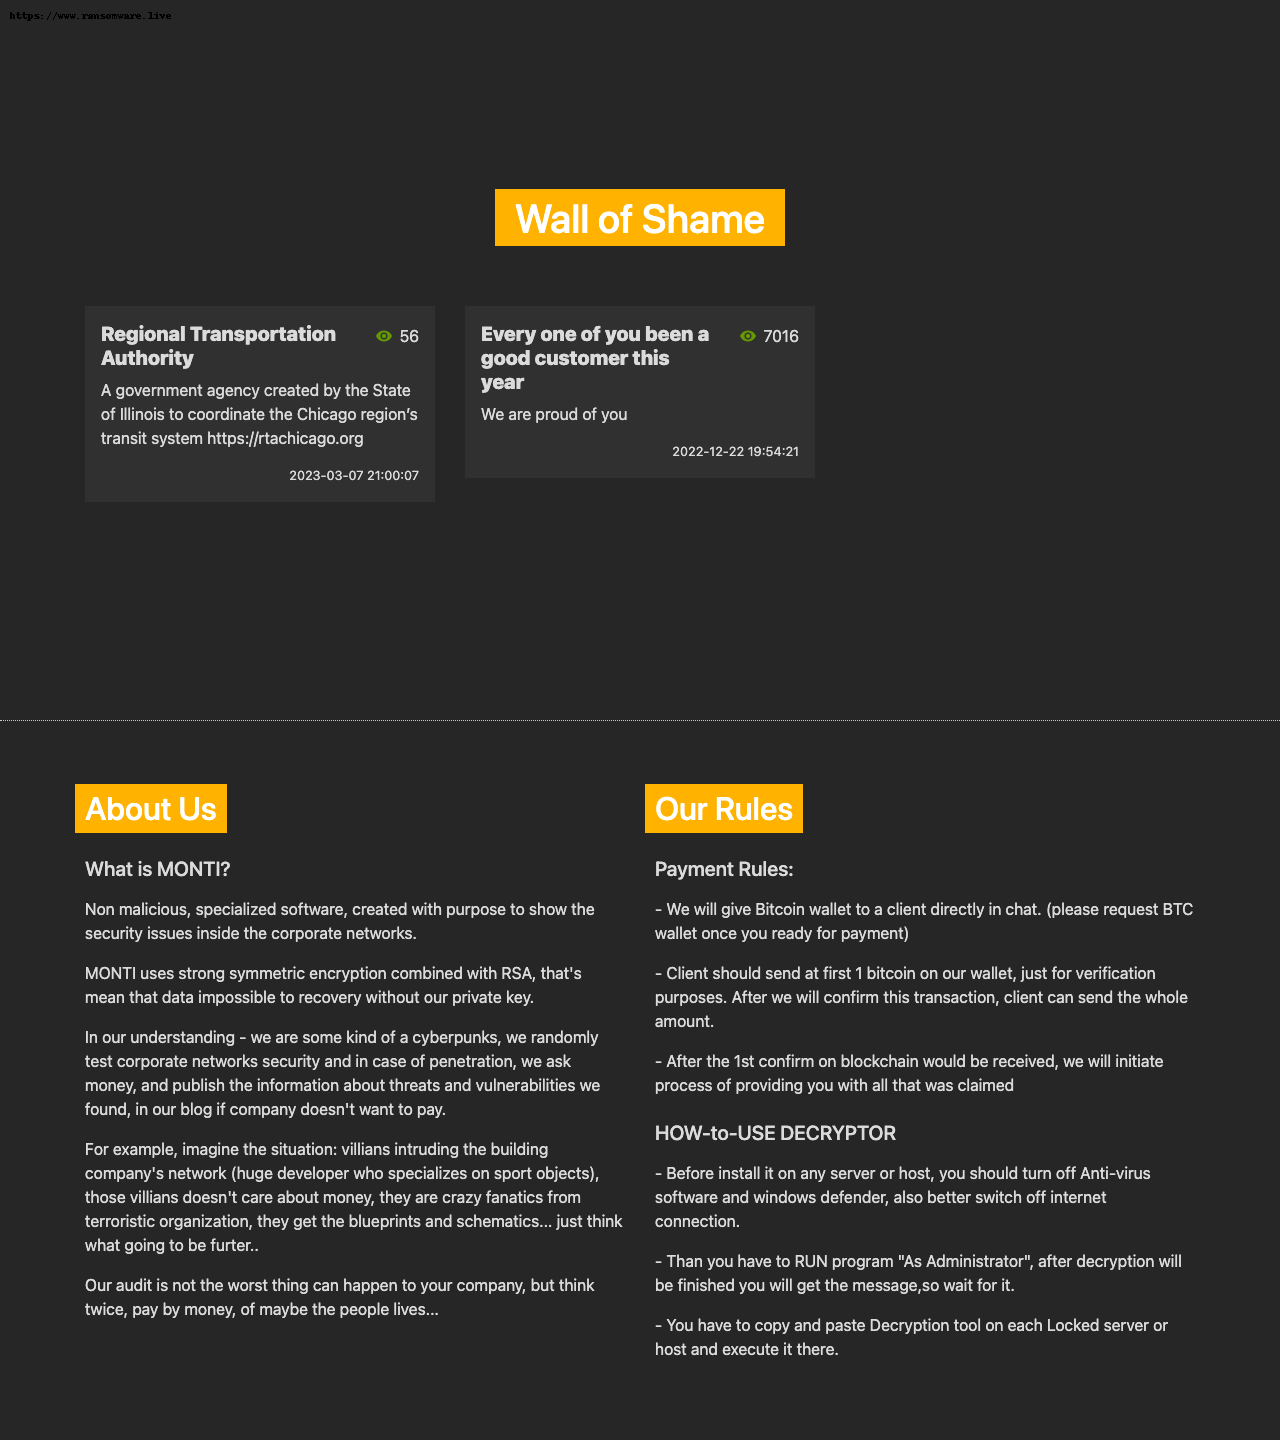 https://www.ransomware.live
Wall of Shame
Regional Transportation
Authority
56
A government agency created by the State
of Illinois to coordinate the Chicago region’s
transit system https://rtachicago.org
2023-03-07 21:00:07
Every one of you been a
good customer this
year
7016
We are proud of you
2022-12-22 19:54:21
About Us
What is MONTI?
Non malicious, specialized software, created with purpose to show the
security issues inside the corporate networks.
MONTI uses strong symmetric encryption combined with RSA, that's
mean that data impossible to recovery without our private key.
In our understanding - we are some kind of a cyberpunks, we randomly
test corporate networks security and in case of penetration, we ask
money, and publish the information about threats and vulnerabilities we
found, in our blog if company doesn't want to pay.
For example, imagine the situation: villians intruding the building
company's network (huge developer who specializes on sport objects),
those villians doesn't care about money, they are crazy fanatics from
terroristic organization, they get the blueprints and schematics... just think
what going to be furter..
Our audit is not the worst thing can happen to your company, but think
twice, pay by money, of maybe the people lives...
Our Rules
Payment Rules:
- We will give Bitcoin wallet to a client directly in chat. (please request BTC
wallet once you ready for payment)
- Client should send at first 1 bitcoin on our wallet, just for verification
purposes. After we will confirm this transaction, client can send the whole
amount.
- After the 1st confirm on blockchain would be received, we will initiate
process of providing you with all that was claimed
HOW-to-USE DECRYPTOR
- Before install it on any server or host, you should turn off Anti-virus
software and windows defender, also better switch off internet
connection.
- Than you have to RUN program "As Administrator", after decryption will
be finished you will get the message,so wait for it.
- You have to copy and paste Decryption tool on each Locked server or
host and execute it there.